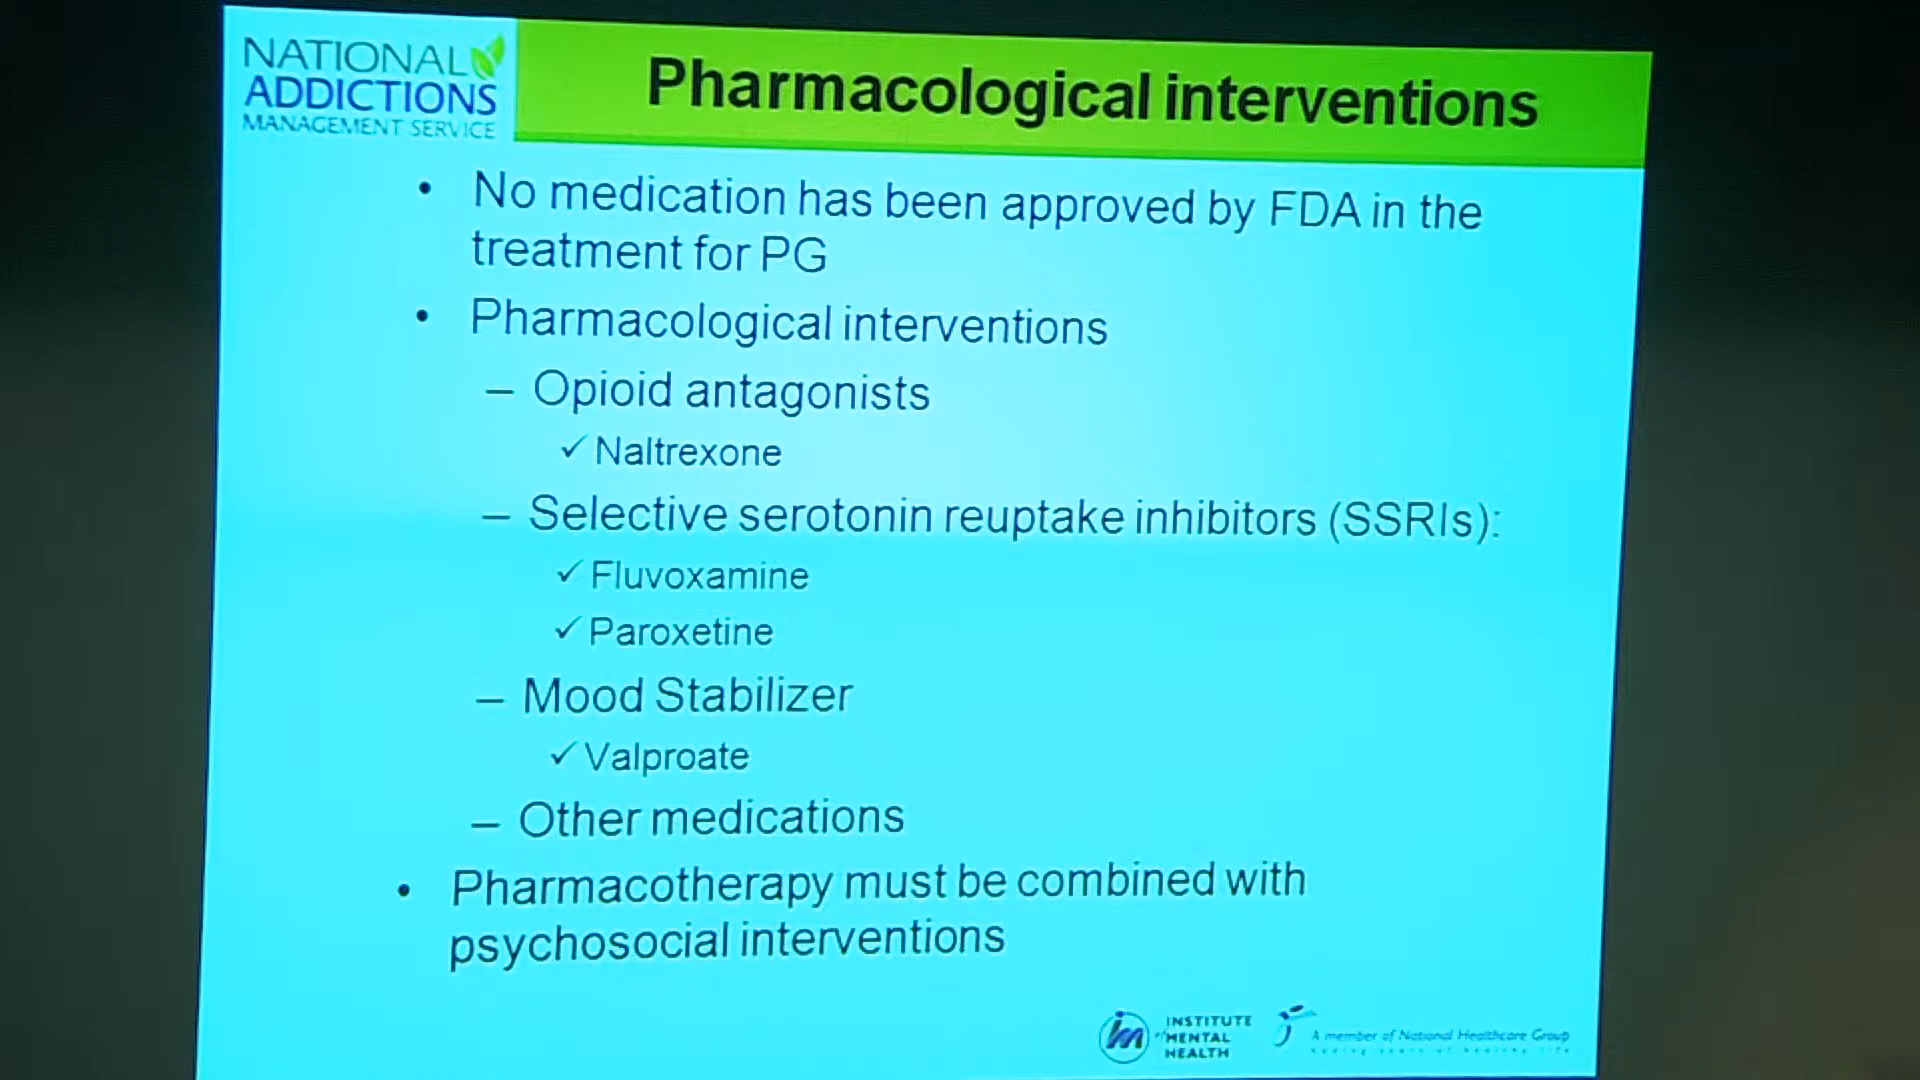 NATIONAL
ADDICTIONS
MANAGEMENT SERVICE
Pharmacological interventions
• No medication has been approved by FDA in the
treatment for PG
• Pharmacological interventions
– Opioid antagonists
✓ Naltrexone
– Selective serotonin reuptake inhibitors (SSRIs):
✓ Fluvoxamine
✓ Paroxetine
– Mood Stabilizer
✓ Valproate
– Other medications
• Pharmacotherapy must be combined with
psychosocial interventions
INSTITUTE
of MENTAL
HEALTH
A member of National Healthcare Group